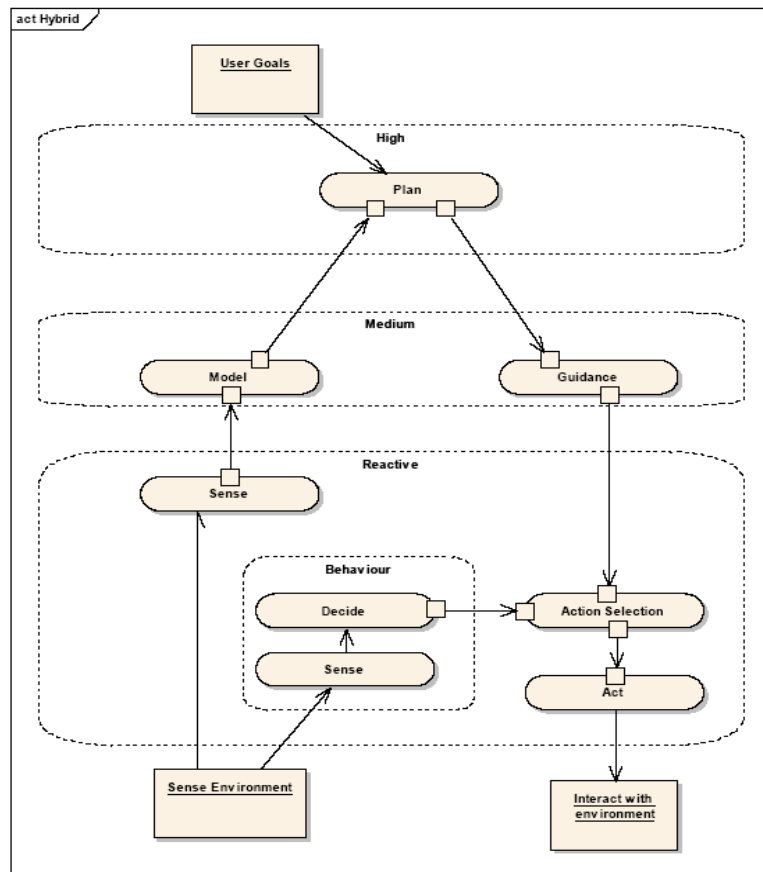 act Hybrid
User Goals
High
Plan
Medium
Model
Guidance
Reactive
Sense
Behaviour
Decide
Action Selection
Sense
Act
Sense Environment
Interact with
environment